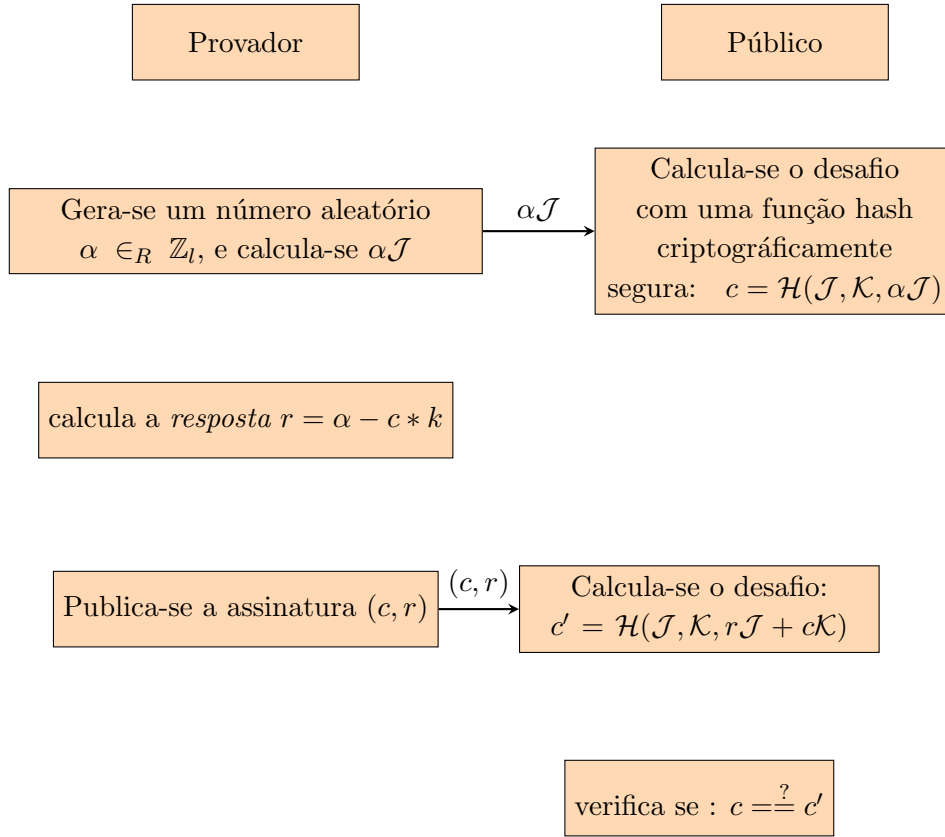 Provador
Público
Gera-se um número aleatório
α ∈_R ℤ_l, e calcula-se α𝒥
α𝒥
Calcula-se o desafio
com uma função hash
criptográficamente
segura: c = ℋ(𝒥, 𝒦, α𝒥)
calcula a resposta r = α − c ∗ k
Publica-se a assinatura (c, r)
(c, r)
Calcula-se o desafio:
c′ = ℋ(𝒥, 𝒦, r𝒥 + c𝒦)
?
verifica se : c == c′